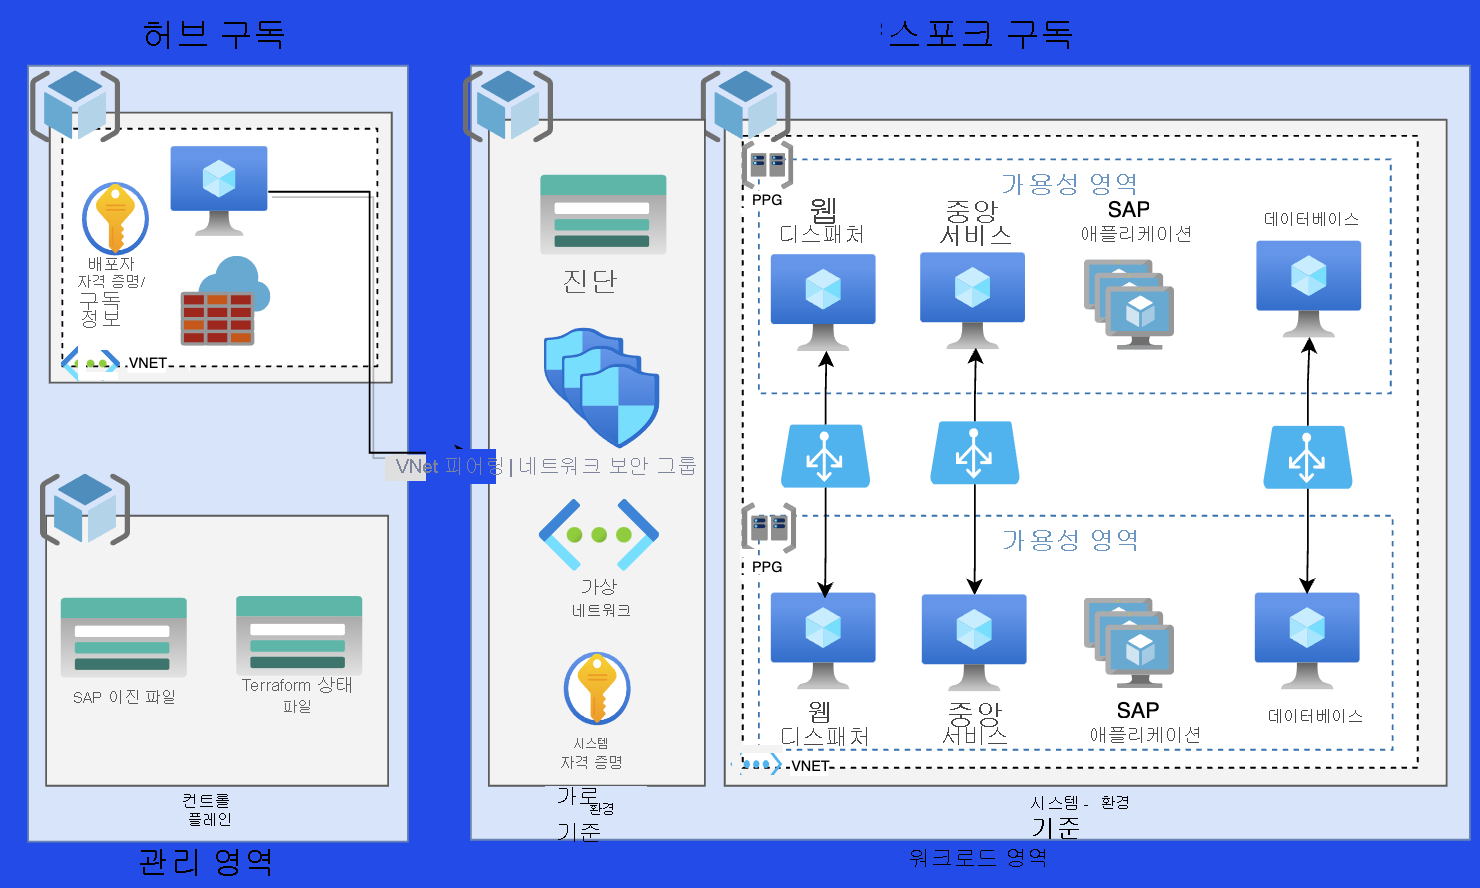 허브 구독
스포크 구독
배포자
자격 증명/
구독
정보
VNET
SAP 이진 파일
Terraform 상태
파일
컨트롤
플레인
관리 영역
진단
VNet 피어링 | 네트워크 보안 그룹
가상
네트워크
시스템
자격 증명
가로
환경
기준
PPG
가용성 영역
웹
디스패처
중앙
서비스
SAP
애플리케이션
데이터베이스
PPG
가용성 영역
웹
디스패처
중앙
서비스
SAP
애플리케이션
데이터베이스
VNET
시스템 - 환경
기준
워크로드 영역